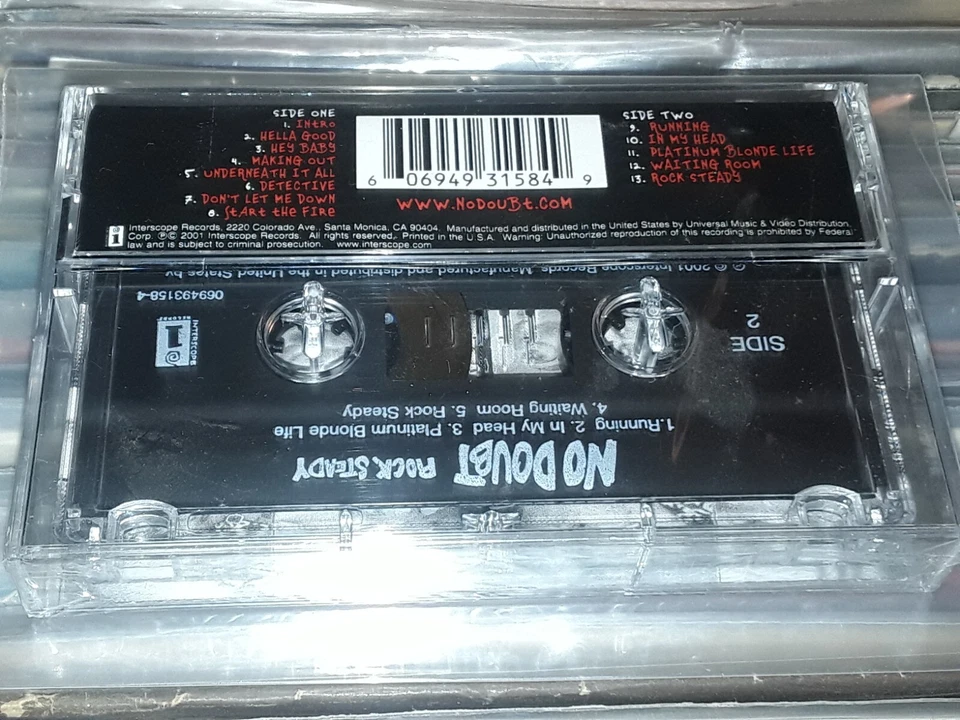 SIDE ONE
1. INtRo
2. HELLA GOOD
3. HEY BABY
4. MAKING OUT
5. UNDERNEATH IT ALL
6. DETECTIVE
7. DON'T LET ME DOWN
8. StARt tHe FIRE
6 06949 31584 9
WWW.NoDouBt.CoM
SIDE TWO
9. RUNNING
10. IN MY HEAD
11. PLATINUM BLONDE LIFE
12. WAITING ROOM
13. ROCK STEADY
Interscope Records, 2220 Colorado Ave., Santa Monica, CA 90404. Manufactured and distributed in the United States by Universal Music & Video Distribution,
Corp. ℗© 2001 Interscope Records. All rights reserved. Printed in the U.S.A. Warning: Unauthorized reproduction of this recording is prohibited by Federal
law and is subject to criminal prosecution. www.interscope.com
NO DOUBT ROCK STEADY
1.Running 2. In My Head 3. Platinum Blonde Life
4. Waiting Room 5. Rock Steady
SIDE
2
INTERSCOPE
RECORDS
069493158-4
℗© 2001 Interscope Records. Manufactured and distributed in the United States by